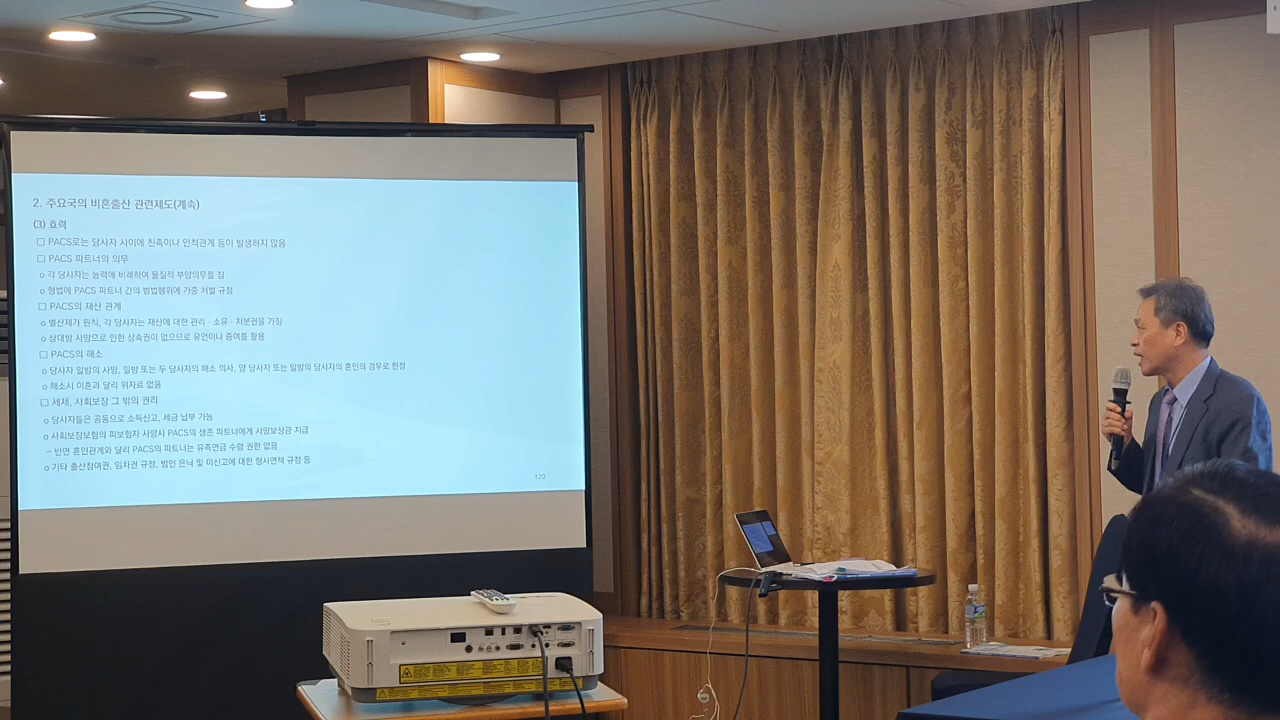 2. 주요국의 비혼출산 관련제도(계속)
(3) 효력
□ PACS로는 당사자 사이에 친족이나 인척관계 등이 발생하지 않음
□ PACS 파트너의 의무
o 각 당사자는 능력에 비례하여 물질적 부양의무를 짐
o 형법에 PACS 파트너 간의 범법행위에 가중 처벌 규정
□ PACS의 재산 관계
o 별산제가 원칙, 각 당사자는 재산에 대한 관리 · 소유 · 처분권을 가짐
o 상대방 사망으로 인한 상속권이 없으므로 유언이나 증여를 활용
□ PACS의 해소
o 당사자 일방의 사망, 일방 또는 두 당사자의 해소 의사, 양 당사자 또는 일방의 당사자의 혼인의 경우로 한정
o 해소시 이혼과 달리 위자료 없음
□ 세제, 사회보장 그 밖의 권리
o 당사자들은 공동으로 소득신고, 세금 납부 가능
o 사회보장보험의 피보험자 사망시 PACS의 생존 파트너에게 사망보상금 지급
- 반면 혼인관계와 달리 PACS의 파트너는 유족연금 수령 권한 없음
o 기타 출산참여권, 임차권 규정, 범인 은닉 및 미신고에 대한 형사면책 규정 등
120